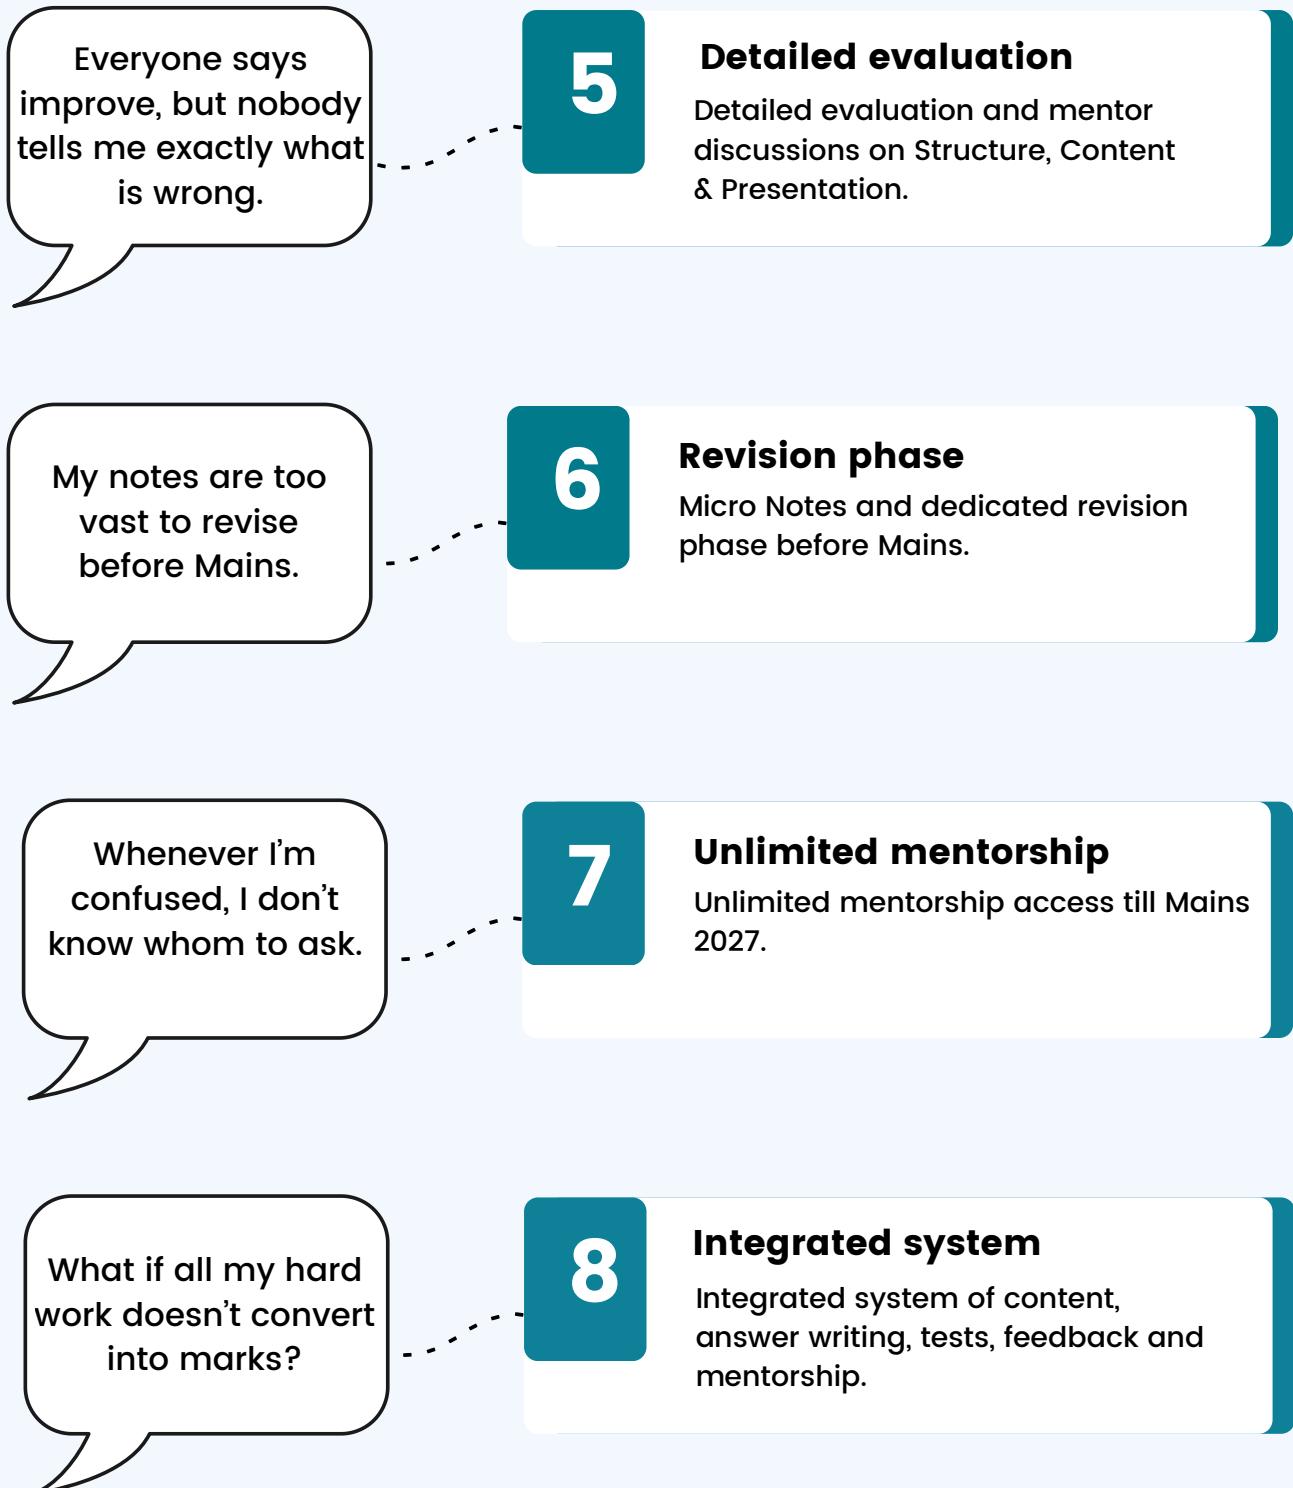 Everyone says
improve, but nobody
tells me exactly what
is wrong.
5
Detailed evaluation
Detailed evaluation and mentor
discussions on Structure, Content
& Presentation.
My notes are too
vast to revise
before Mains.
6
Revision phase
Micro Notes and dedicated revision
phase before Mains.
Whenever I'm
confused, I don't
know whom to ask.
7
Unlimited mentorship
Unlimited mentorship access till Mains
2027.
What if all my hard
work doesn't convert
into marks?
8
Integrated system
Integrated system of content,
answer writing, tests, feedback and
mentorship.